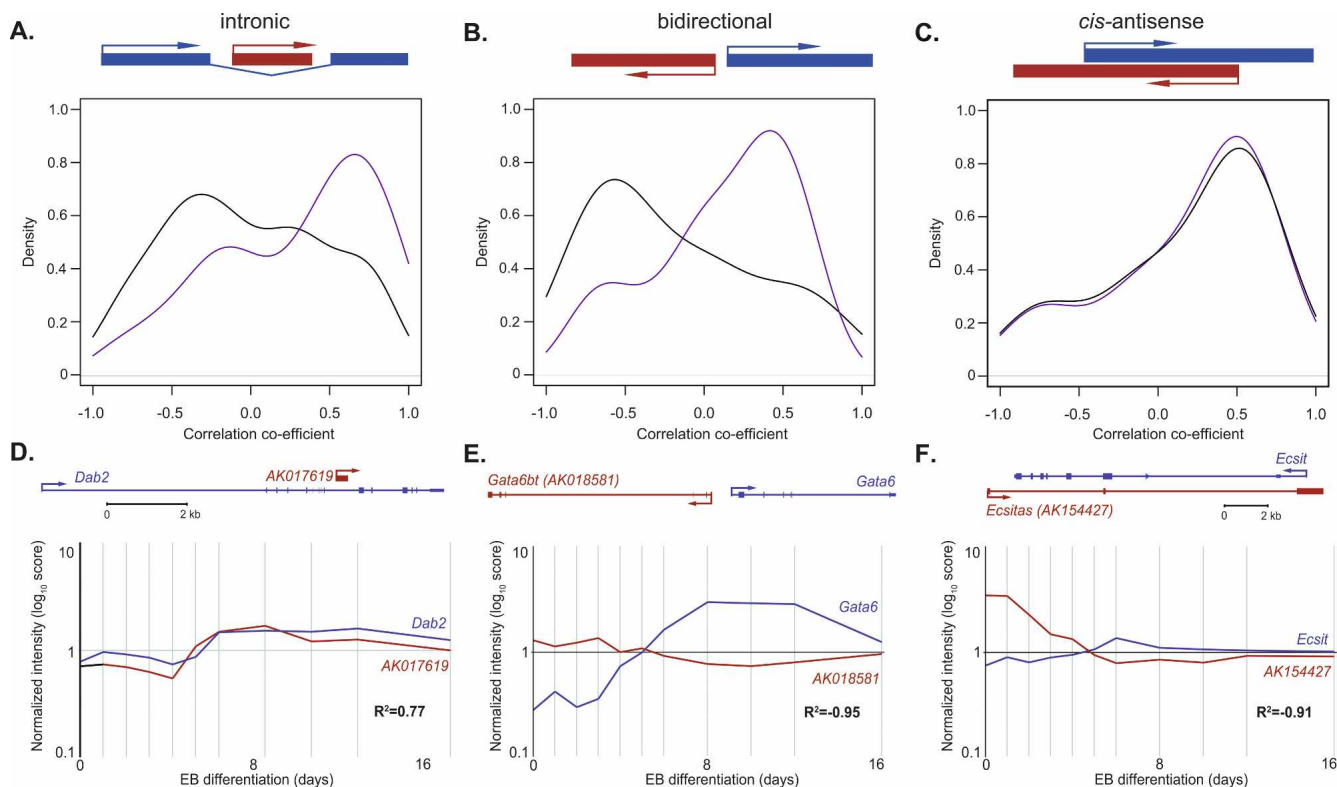 A.
intronic
B.
bidirectional
C.
cis-antisense
1.0
0.8
0.6
0.4
0.2
0
Density
-1.0
-0.5
0.0
0.5
1.0
Correlation co-efficient
1.0
0.8
0.6
0.4
0.2
0
Density
-1.0
-0.5
0.0
0.5
1.0
Correlation co-efficient
1.0
0.8
0.6
0.4
0.2
0
Density
-1.0
-0.5
0.0
0.5
1.0
Correlation co-efficient
D.
Dab2
AK017619
0
2 kb
10
1
0.1
Normalized intensity (log10 score)
Dab2
AK017619
R²=0.77
0
8
16
EB differentiation (days)
E.
Gata6bt (AK018581)
Gata6
10
1
0.1
Normalized intensity (log10 score)
Gata6
AK018581
R²=-0.95
0
8
16
EB differentiation (days)
F.
Ecsit
Ecsitas (AK154427)
0
2 kb
10
1
0.1
Normalized intensity (log10 score)
Ecsit
AK154427
R²=-0.91
0
8
16
EB differentiation (days)